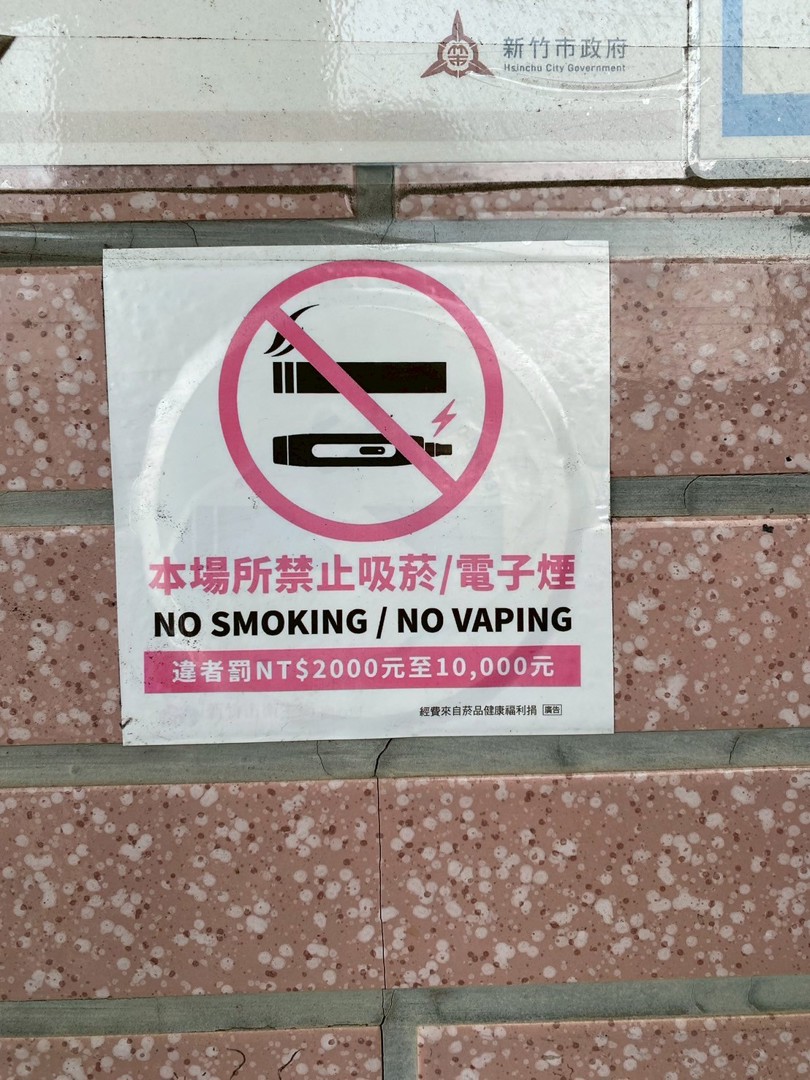 新竹市政府
Hsinchu City Government
本場所禁止吸菸/電子煙
NO SMOKING / NO VAPING
違者罰NT$2000元至10,000元
經費來自菸品健康福利捐 廣告